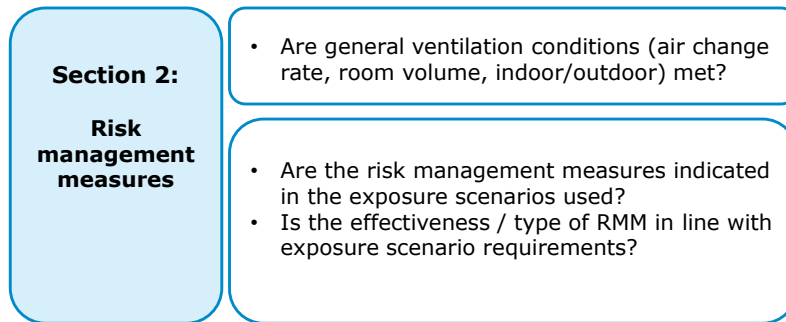 Section 2:
Risk
management
measures
• Are general ventilation conditions (air change
rate, room volume, indoor/outdoor) met?
• Are the risk management measures indicated
in the exposure scenarios used?
• Is the effectiveness / type of RMM in line with
exposure scenario requirements?